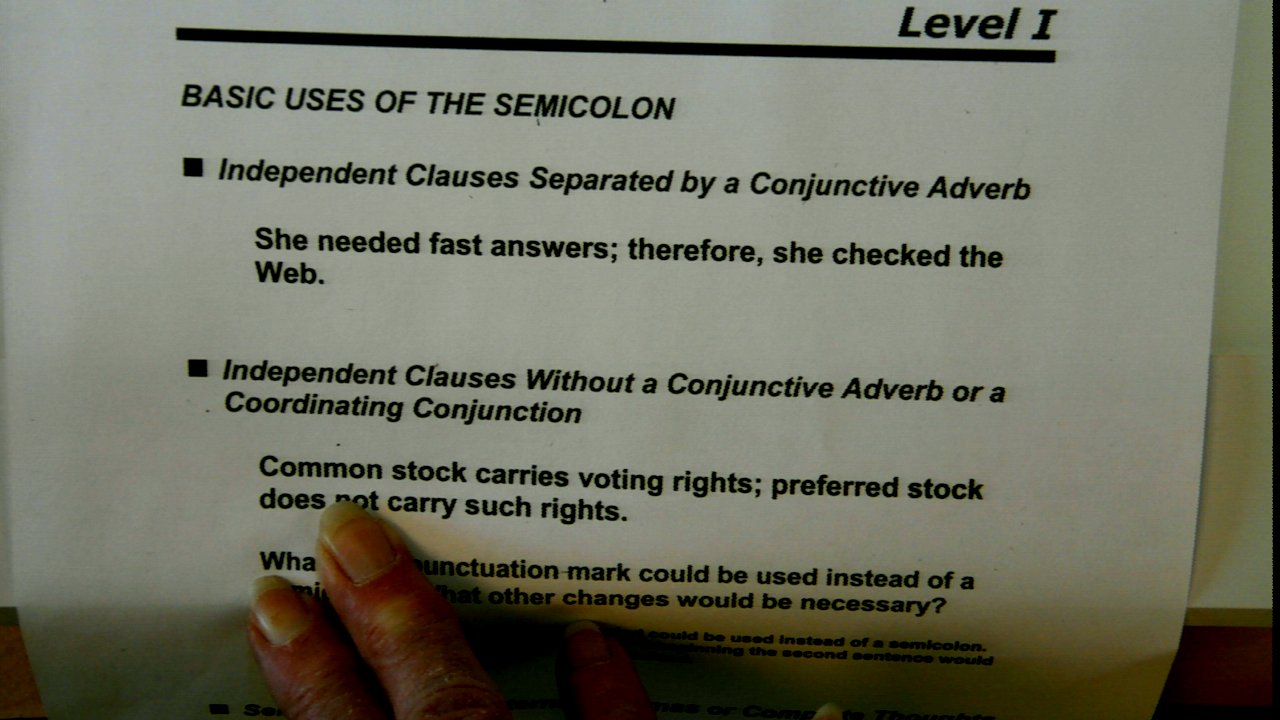 Level I
BASIC USES OF THE SEMICOLON
■ Independent Clauses Separated by a Conjunctive Adverb
She needed fast answers; therefore, she checked the
Web.
■ Independent Clauses Without a Conjunctive Adverb or a
Coordinating Conjunction
Common stock carries voting rights; preferred stock
does not carry such rights.
mark could be used instead of a
other changes would be necessary?
could be used instead of a semicolon.
the second sentence would